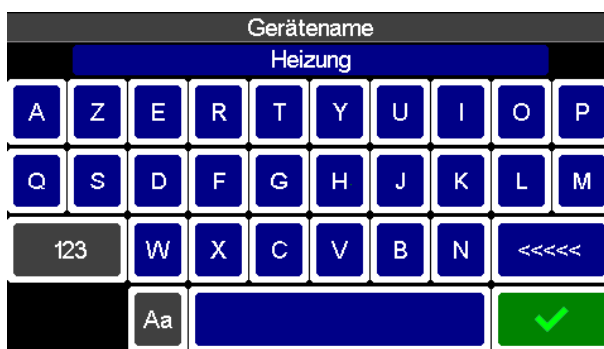 Gerätename
Heizung
A Z E R T Y U I O P
Q S D F G H J K L M
123 W X C V B N <<<<<
Aa